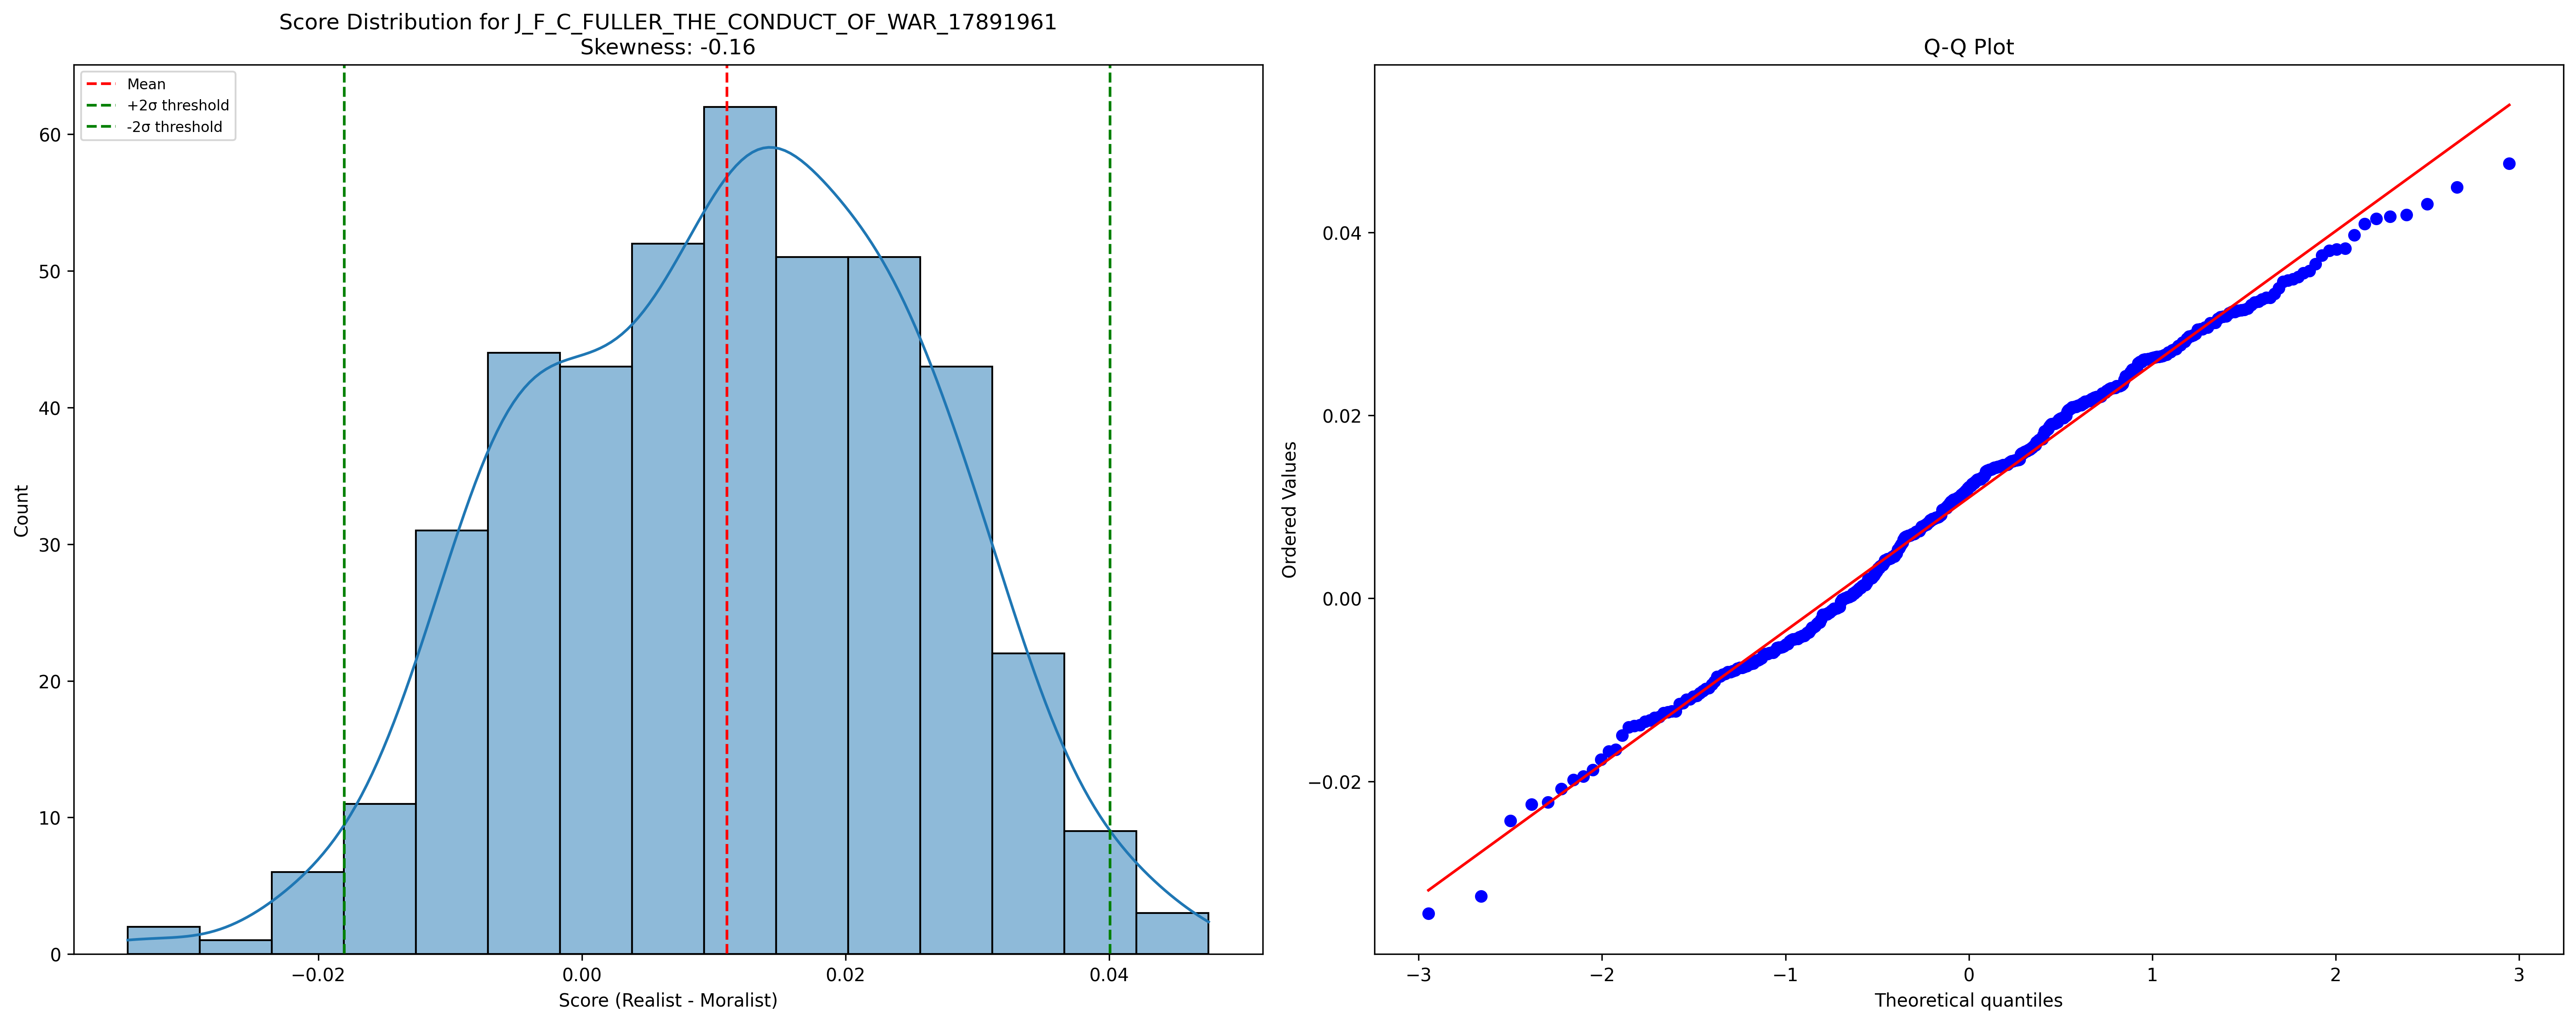 Score Distribution for J_F_C_FULLER_THE_CONDUCT_OF_WAR_17891961
Skewness: -0.16
Mean
+2σ threshold
-2σ threshold
Count
60
50
40
30
20
10
0
−0.02
0.00
0.02
0.04
Score (Realist - Moralist)
Q-Q Plot
Ordered Values
0.04
0.02
0.00
−0.02
−3
−2
−1
0
1
2
3
Theoretical quantiles